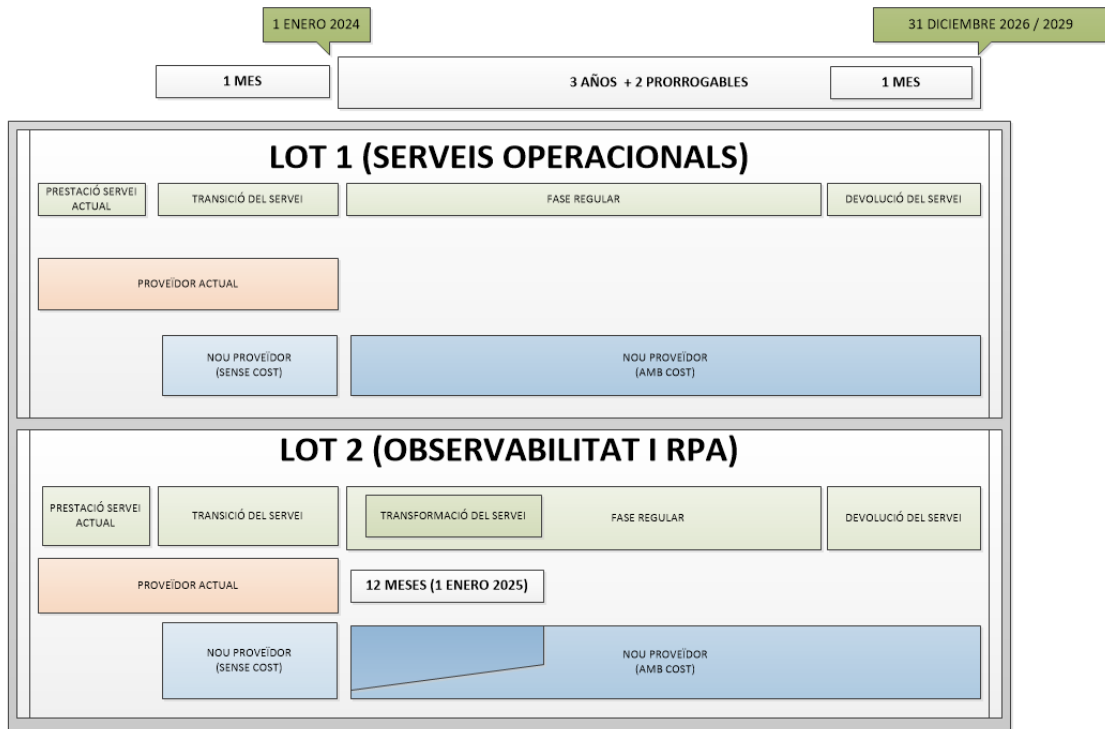 1 ENERO 2024
31 DICIEMBRE 2026 / 2029
1 MES
3 AÑOS + 2 PRORROGABLES
1 MES
LOT 1 (SERVEIS OPERACIONALS)
PRESTACIÓ SERVEI
ACTUAL
TRANSICIÓ DEL SERVEI
FASE REGULAR
DEVOLUCIÓ DEL SERVEI
PROVEÏDOR ACTUAL
NOU PROVEÏDOR
(SENSE COST)
NOU PROVEÏDOR
(AMB COST)
LOT 2 (OBSERVABILITAT I RPA)
PRESTACIÓ SERVEI
ACTUAL
TRANSICIÓ DEL SERVEI
TRANSFORMACIÓ DEL SERVEI
FASE REGULAR
DEVOLUCIÓ DEL SERVEI
PROVEÏDOR ACTUAL
12 MESES (1 ENERO 2025)
NOU PROVEÏDOR
(SENSE COST)
NOU PROVEÏDOR
(AMB COST)